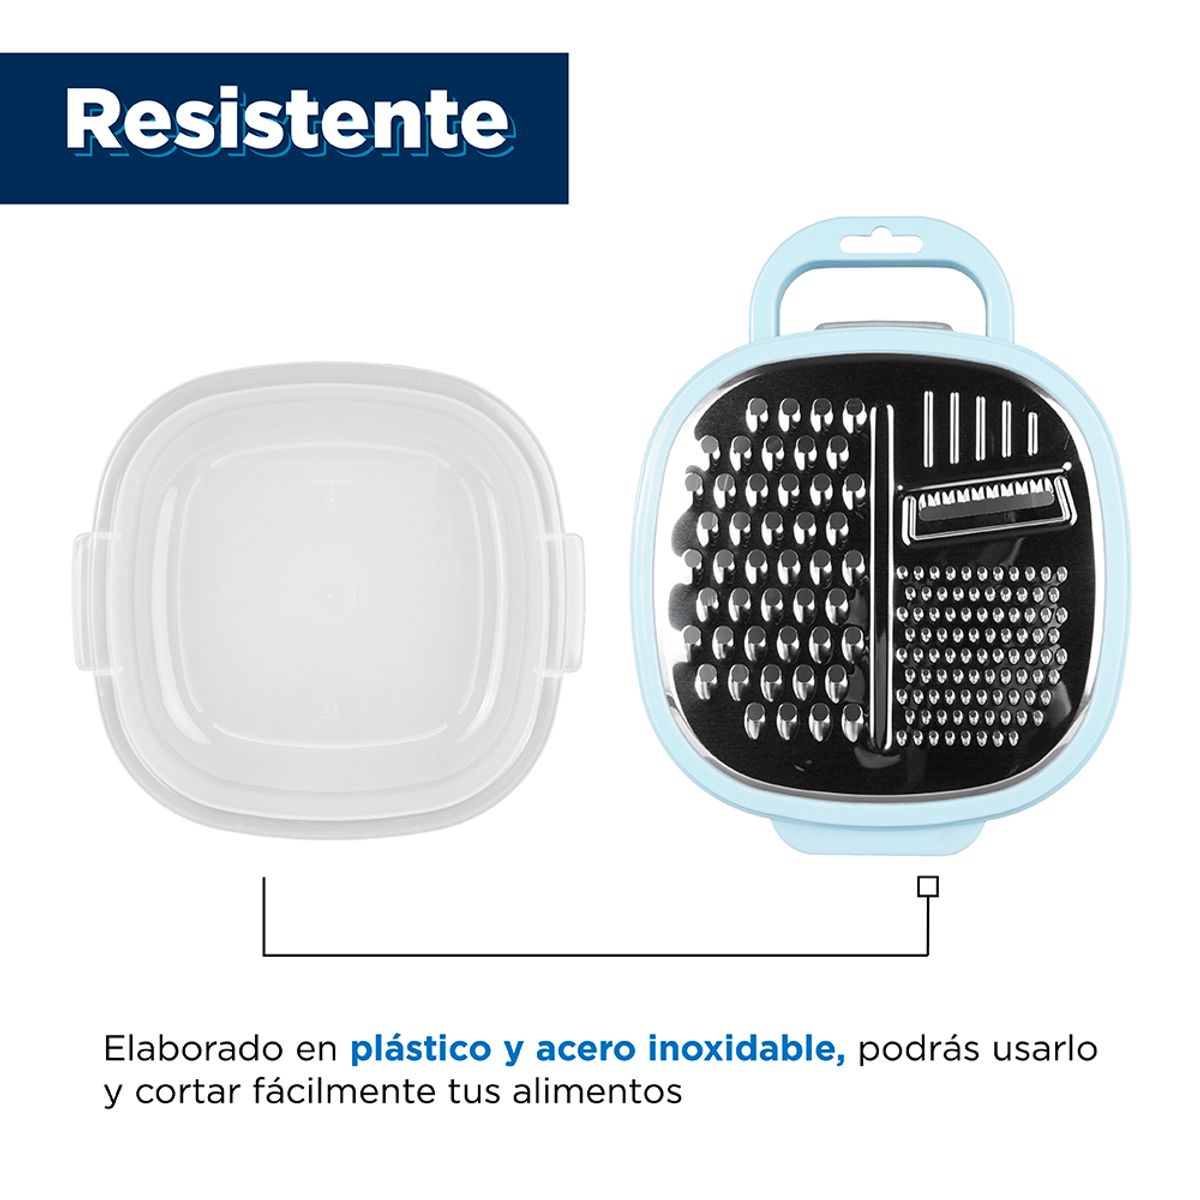 Resistente
Elaborado en plástico y acero inoxidable, podrás usarlo
y cortar fácilmente tus alimentos